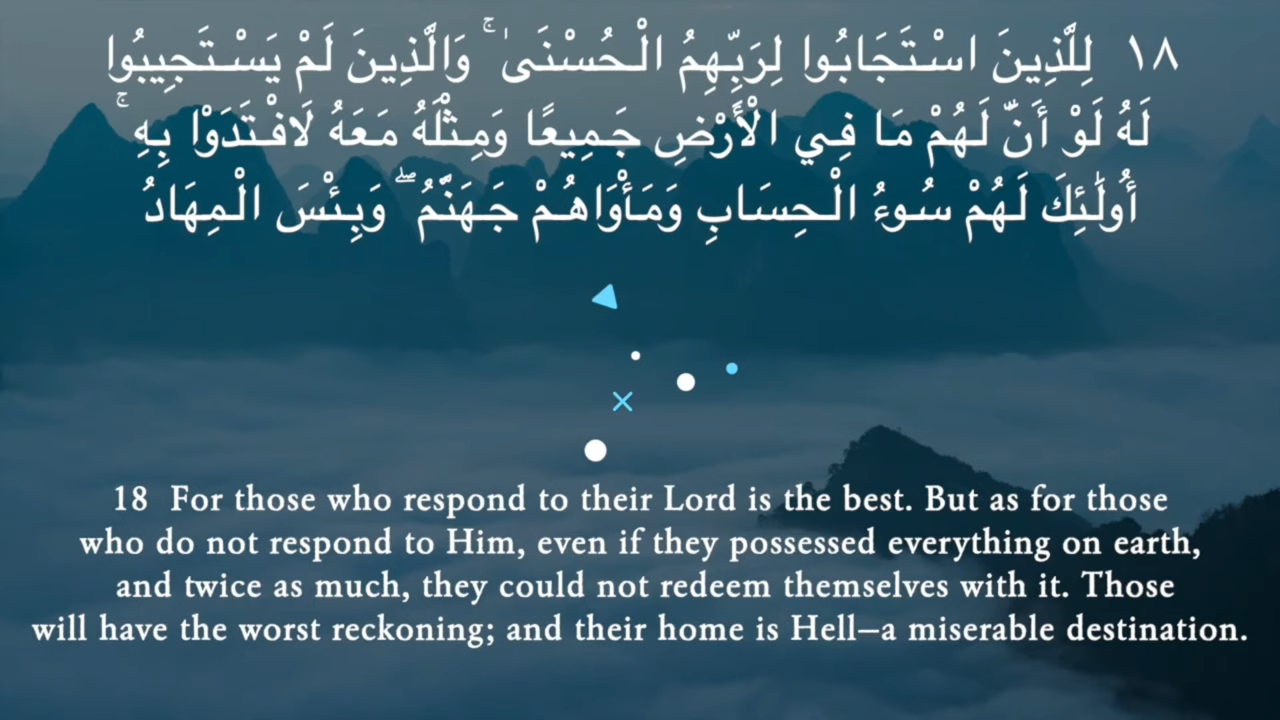 ١٨ لِلَّذِينَ اسْتَجَابُوا لِرَبِّهِمُ الْحُسْنَىٰ ۚ وَالَّذِينَ لَمْ يَسْتَجِيبُوا
لَهُ لَوْ أَنَّ لَهُمْ مَا فِي الْأَرْضِ جَمِيعًا وَمِثْلَهُ مَعَهُ لَافْتَدَوْا بِهِ ۚ
أُولَٰئِكَ لَهُمْ سُوءُ الْحِسَابِ وَمَأْوَاهُمْ جَهَنَّمُ ۖ وَبِئْسَ الْمِهَادُ
18 For those who respond to their Lord is the best. But as for those
who do not respond to Him, even if they possessed everything on earth,
and twice as much, they could not redeem themselves with it. Those
will have the worst reckoning; and their home is Hell—a miserable destination.